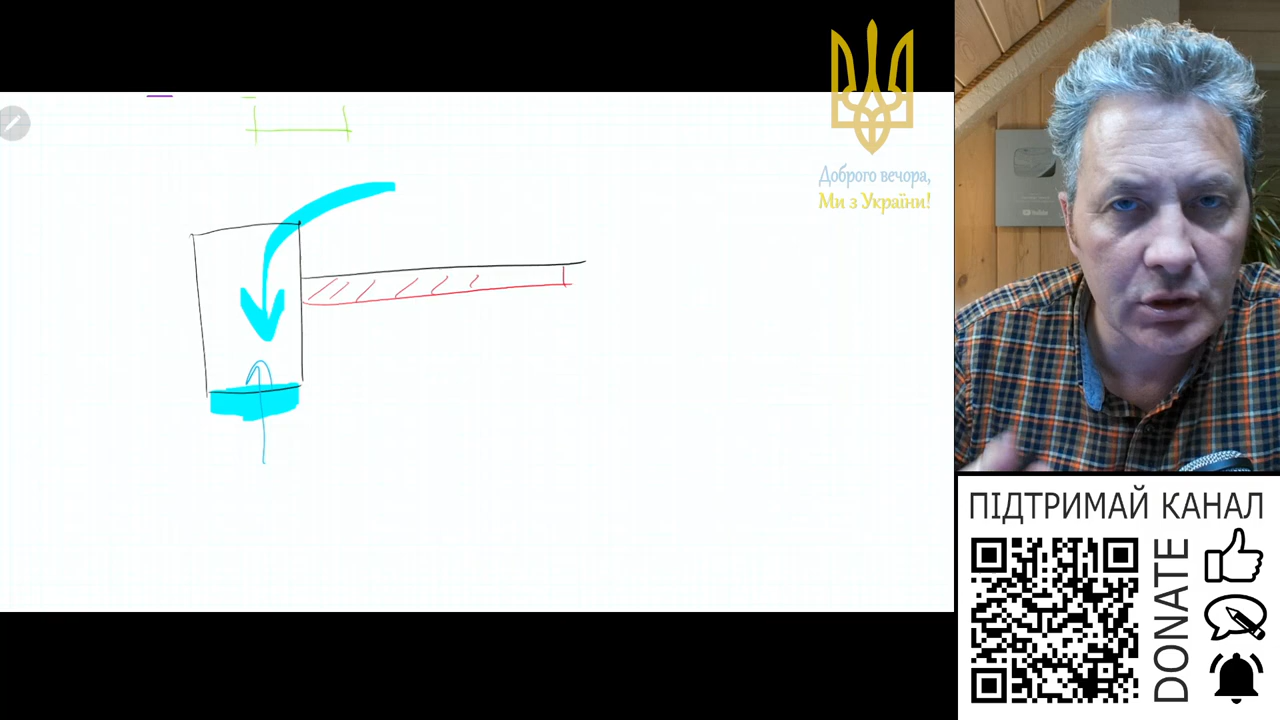 Доброго вечора,
Ми з України!
ПІДТРИМАЙ КАНАЛ
DONATE